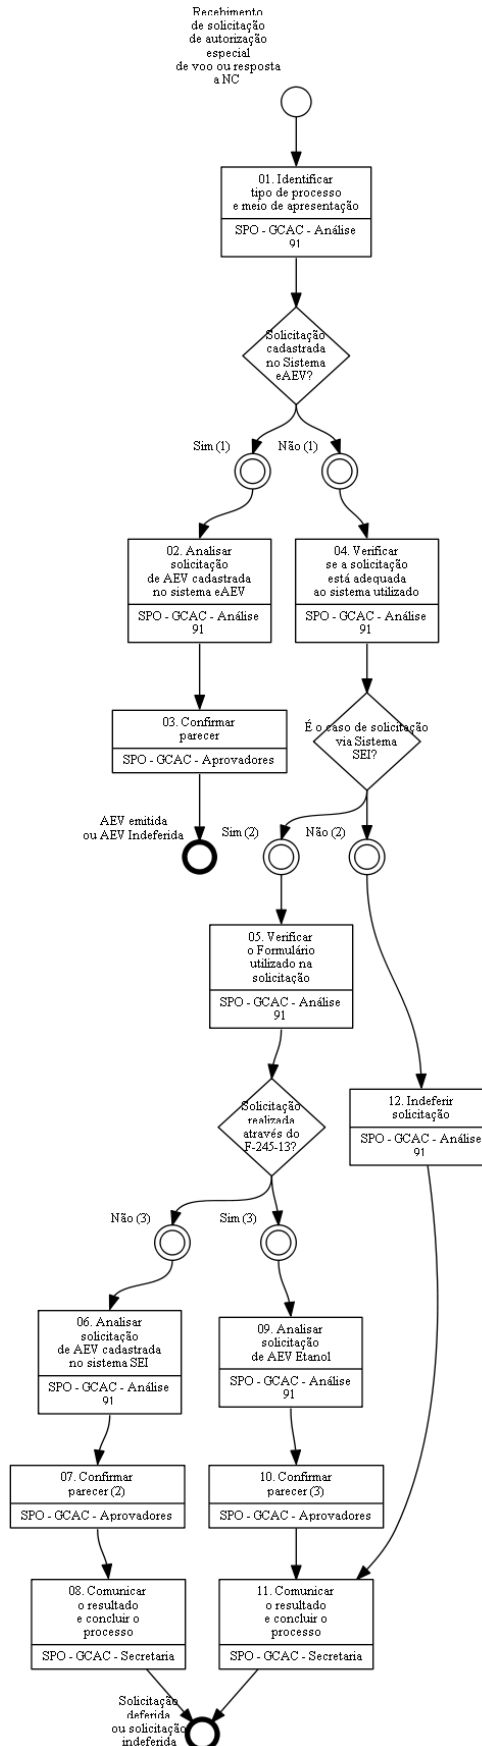 Recebimento
de solicitação
de autorização
especial
de voo ou resposta
a NC
01. Identificar
tipo de processo
e meio de apresentação
SPO - GCAC - Análise
91
Solicitação
cadastrada
no Sistema
eAEV?
Sim (1)
Não (1)
02. Analisar
solicitação
de AEV cadastrada
no sistema eAEV
SPO - GCAC - Análise
91
04. Verificar
se a solicitação
está adequada
ao sistema utilizado
SPO - GCAC - Análise
91
03. Confirmar
parecer
SPO - GCAC - Aprovadores
É o caso de solicitação
via Sistema
SEI?
AEV emitida
ou AEV Indeferida
Sim (2)
Não (2)
05. Verificar
o Formulário
utilizado na
solicitação
SPO - GCAC - Análise
91
Solicitação
realizada
através do
F-245-13?
12. Indeferir
solicitação
SPO - GCAC - Análise
91
Não (3)
Sim (3)
06. Analisar
solicitação
de AEV cadastrada
no sistema SEI
SPO - GCAC - Análise
91
09. Analisar
solicitação
de AEV Etanol
SPO - GCAC - Análise
91
07. Confirmar
parecer (2)
SPO - GCAC - Aprovadores
10. Confirmar
parecer (3)
SPO - GCAC - Aprovadores
08. Comunicar
o resultado
e concluir o
processo
SPO - GCAC - Secretaria
11. Comunicar
o resultado
e concluir o
processo
SPO - GCAC - Secretaria
Solicitação
deferida
ou solicitação
indeferida